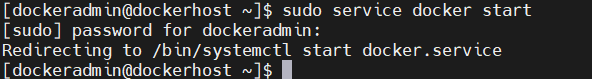 [dockeradmin@dockerhost ~]$ sudo service docker start
[sudo] password for dockeradmin:
Redirecting to /bin/systemctl start docker.service
[dockeradmin@dockerhost ~]$